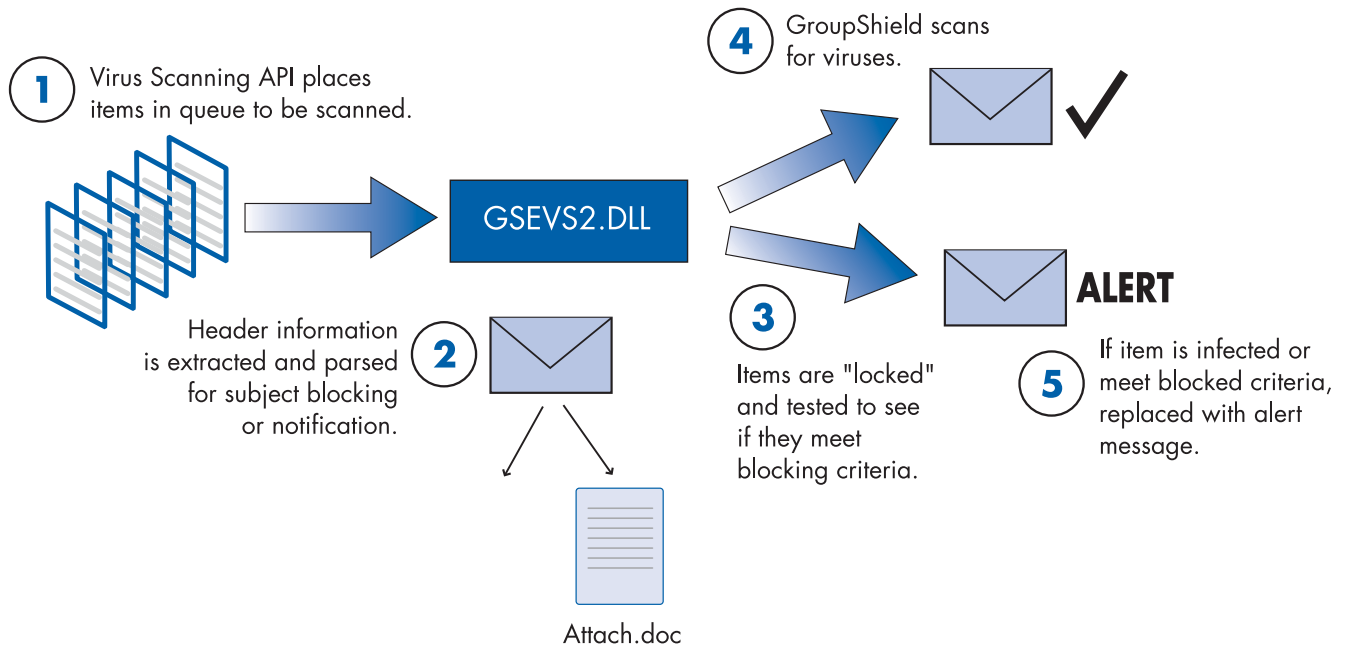 1
Virus Scanning API places
items in queue to be scanned.
GSEVS2.DLL
Header information
is extracted and parsed
for subject blocking
or notification.
2
Attach.doc
3
Items are "locked"
and tested to see
if they meet
blocking criteria.
4
GroupShield scans
for viruses.
ALERT
5
If item is infected or
meet blocked criteria,
replaced with alert
message.